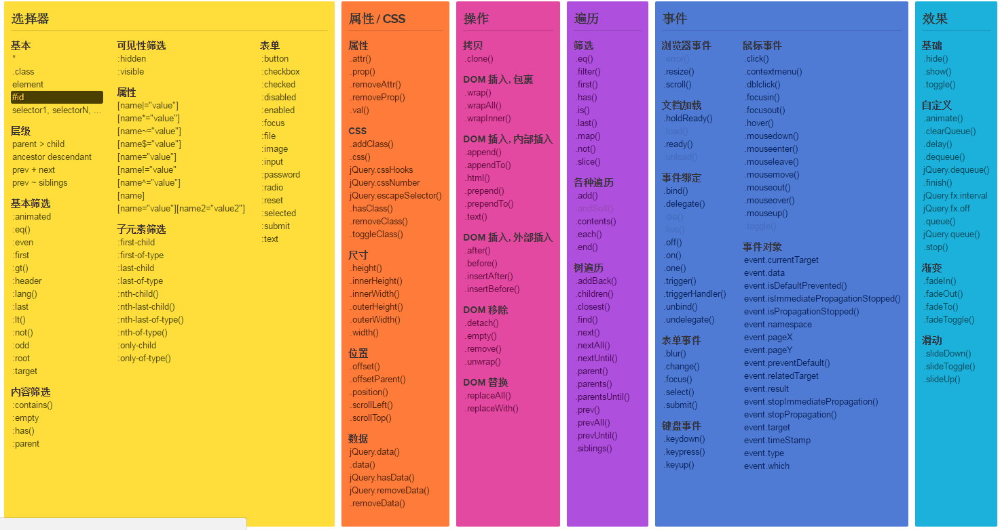 选择器
基本
*
.class
element
#id
selector1, selectorN, ...
层级
parent > child
ancestor descendant
prev + next
prev ~ siblings
基本筛选
:animated
:eq()
:even
:first
:gt()
:header
:lang()
:last
:lt()
:not()
:odd
:root
:target
内容筛选
:contains()
:empty
:has()
:parent
可见性筛选
:hidden
:visible
属性
[name|="value"]
[name*="value"]
[name~="value"]
[name$="value"]
[name="value"]
[name!="value"
[name^="value"]
[name]
[name="value"][name2="value2"]
子元素筛选
:first-child
:first-of-type
:last-child
:last-of-type
:nth-child()
:nth-last-child()
:nth-last-of-type()
:nth-of-type()
:only-child
:only-of-type()
表单
:button
:checkbox
:checked
:disabled
:enabled
:focus
:file
:image
:input
:password
:radio
:reset
:selected
:submit
:text
属性 / CSS
属性
.attr()
.prop()
.removeAttr()
.removeProp()
.val()
CSS
.addClass()
.css()
jQuery.cssHooks
jQuery.cssNumber
jQuery.escapeSelector()
.hasClass()
.removeClass()
.toggleClass()
尺寸
.height()
.innerHeight()
.innerWidth()
.outerHeight()
.outerWidth()
.width()
位置
.offset()
.offsetParent()
.position()
.scrollLeft()
.scrollTop()
数据
jQuery.data()
.data()
jQuery.hasData()
jQuery.removeData()
.removeData()
操作
拷贝
.clone()
DOM 插入, 包裹
.wrap()
.wrapAll()
.wrapInner()
DOM 插入, 内部插入
.append()
.appendTo()
.html()
.prepend()
.prependTo()
.text()
DOM 插入, 外部插入
.after()
.before()
.insertAfter()
.insertBefore()
DOM 移除
.detach()
.empty()
.remove()
.unwrap()
DOM 替换
.replaceAll()
.replaceWith()
遍历
筛选
.eq()
.filter()
.first()
.has()
.is()
.last()
.map()
.not()
.slice()
各种遍历
.add()
.andSelf()
.contents()
.each()
.end()
树遍历
.addBack()
.children()
.closest()
.find()
.next()
.nextAll()
.nextUntil()
.parent()
.parents()
.parentsUntil()
.prev()
.prevAll()
.prevUntil()
.siblings()
事件
浏览器事件
.error()
.resize()
.scroll()
文档加载
.holdReady()
.load()
.ready()
.unload()
事件绑定
.bind()
.delegate()
.die()
.live()
.off()
.on()
.one()
.trigger()
.triggerHandler()
.unbind()
.undelegate()
表单事件
.blur()
.change()
.focus()
.select()
.submit()
键盘事件
.keydown()
.keypress()
.keyup()
鼠标事件
.click()
.contextmenu()
.dblclick()
.focusin()
.focusout()
.hover()
.mousedown()
.mouseenter()
.mouseleave()
.mousemove()
.mouseout()
.mouseover()
.mouseup()
.toggle()
事件对象
event.currentTarget
event.data
event.isDefaultPrevented()
event.isImmediatePropagationStopped()
event.isPropagationStopped()
event.namespace
event.pageX
event.pageY
event.preventDefault()
event.relatedTarget
event.result
event.stopImmediatePropagation()
event.stopPropagation()
event.target
event.timeStamp
event.type
event.which
效果
基础
.hide()
.show()
.toggle()
自定义
.animate()
.clearQueue()
.delay()
.dequeue()
jQuery.dequeue()
.finish()
jQuery.fx.interval
jQuery.fx.off
.queue()
jQuery.queue()
.stop()
渐变
.fadeIn()
.fadeOut()
.fadeTo()
.fadeToggle()
滑动
.slideDown()
.slideToggle()
.slideUp()